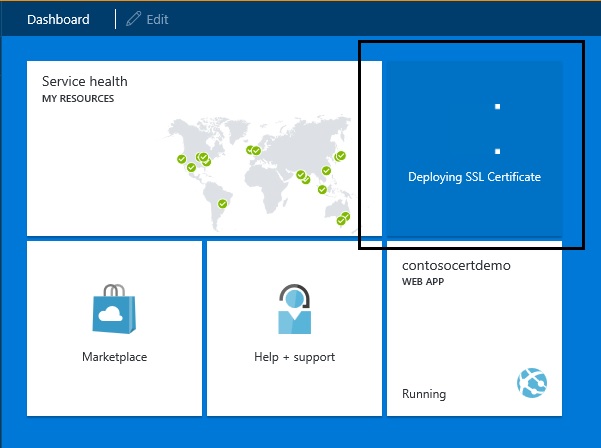 Dashboard
Edit
Service health
MY RESOURCES
Deploying SSL Certificate
Marketplace
Help + support
contosocertdemo
WEB APP
Running